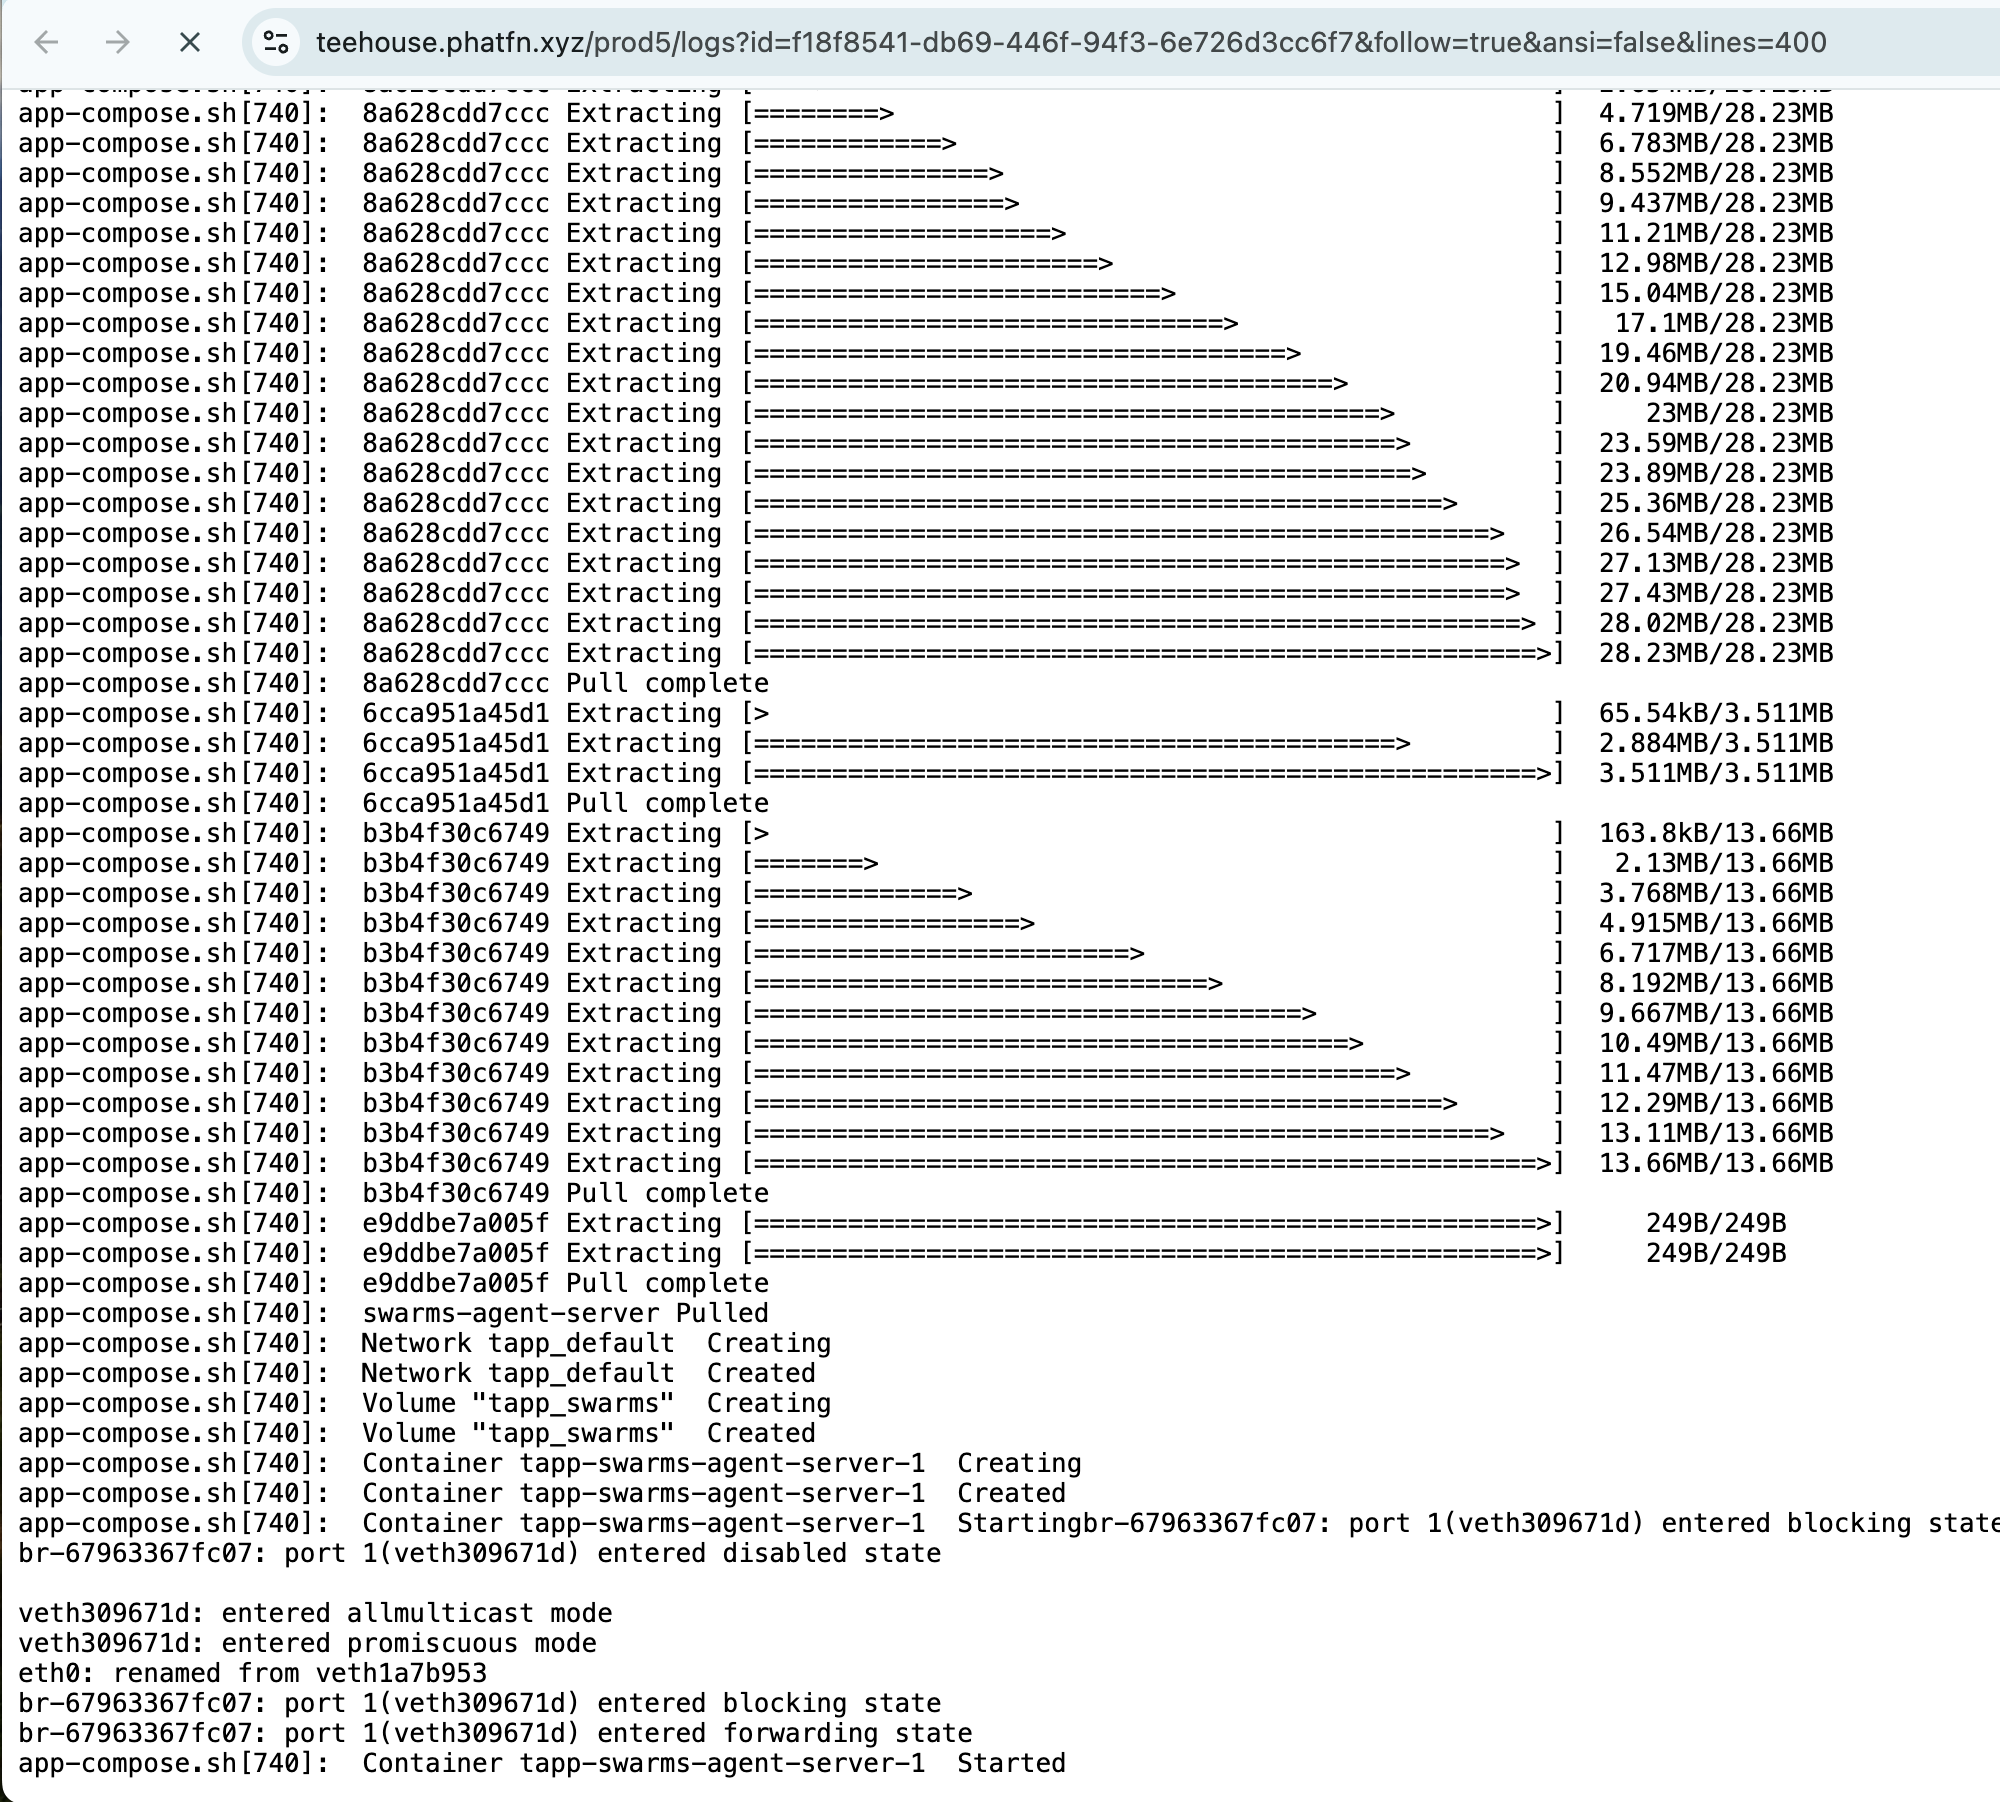 teehouse.phatfn.xyz/prod5/logs?id=f18f8541-db69-446f-94f3-6e726d3cc6f7&follow=true&ansi=false&lines=400
app-compose.sh[740]:  8a628cdd7ccc Extracting [========>                                          ]  4.719MB/28.23MB
app-compose.sh[740]:  8a628cdd7ccc Extracting [============>                                      ]  6.783MB/28.23MB
app-compose.sh[740]:  8a628cdd7ccc Extracting [===============>                                   ]  8.552MB/28.23MB
app-compose.sh[740]:  8a628cdd7ccc Extracting [================>                                  ]  9.437MB/28.23MB
app-compose.sh[740]:  8a628cdd7ccc Extracting [===================>                               ]  11.21MB/28.23MB
app-compose.sh[740]:  8a628cdd7ccc Extracting [======================>                            ]  12.98MB/28.23MB
app-compose.sh[740]:  8a628cdd7ccc Extracting [==========================>                        ]  15.04MB/28.23MB
app-compose.sh[740]:  8a628cdd7ccc Extracting [==============================>                    ]   17.1MB/28.23MB
app-compose.sh[740]:  8a628cdd7ccc Extracting [==================================>                ]  19.46MB/28.23MB
app-compose.sh[740]:  8a628cdd7ccc Extracting [=====================================>             ]  20.94MB/28.23MB
app-compose.sh[740]:  8a628cdd7ccc Extracting [========================================>          ]     23MB/28.23MB
app-compose.sh[740]:  8a628cdd7ccc Extracting [=========================================>         ]  23.59MB/28.23MB
app-compose.sh[740]:  8a628cdd7ccc Extracting [==========================================>        ]  23.89MB/28.23MB
app-compose.sh[740]:  8a628cdd7ccc Extracting [============================================>      ]  25.36MB/28.23MB
app-compose.sh[740]:  8a628cdd7ccc Extracting [===============================================>   ]  26.54MB/28.23MB
app-compose.sh[740]:  8a628cdd7ccc Extracting [================================================>  ]  27.13MB/28.23MB
app-compose.sh[740]:  8a628cdd7ccc Extracting [================================================>  ]  27.43MB/28.23MB
app-compose.sh[740]:  8a628cdd7ccc Extracting [=================================================> ]  28.02MB/28.23MB
app-compose.sh[740]:  8a628cdd7ccc Extracting [==================================================>]  28.23MB/28.23MB
app-compose.sh[740]:  8a628cdd7ccc Pull complete
app-compose.sh[740]:  6cca951a45d1 Extracting [>                                                  ]  65.54kB/3.511MB
app-compose.sh[740]:  6cca951a45d1 Extracting [=========================================>         ]  2.884MB/3.511MB
app-compose.sh[740]:  6cca951a45d1 Extracting [==================================================>]  3.511MB/3.511MB
app-compose.sh[740]:  6cca951a45d1 Pull complete
app-compose.sh[740]:  b3b4f30c6749 Extracting [>                                                  ]  163.8kB/13.66MB
app-compose.sh[740]:  b3b4f30c6749 Extracting [=======>                                           ]   2.13MB/13.66MB
app-compose.sh[740]:  b3b4f30c6749 Extracting [=============>                                     ]  3.768MB/13.66MB
app-compose.sh[740]:  b3b4f30c6749 Extracting [=================>                                 ]  4.915MB/13.66MB
app-compose.sh[740]:  b3b4f30c6749 Extracting [========================>                          ]  6.717MB/13.66MB
app-compose.sh[740]:  b3b4f30c6749 Extracting [=============================>                     ]  8.192MB/13.66MB
app-compose.sh[740]:  b3b4f30c6749 Extracting [===================================>               ]  9.667MB/13.66MB
app-compose.sh[740]:  b3b4f30c6749 Extracting [======================================>            ]  10.49MB/13.66MB
app-compose.sh[740]:  b3b4f30c6749 Extracting [=========================================>         ]  11.47MB/13.66MB
app-compose.sh[740]:  b3b4f30c6749 Extracting [============================================>      ]  12.29MB/13.66MB
app-compose.sh[740]:  b3b4f30c6749 Extracting [===============================================>   ]  13.11MB/13.66MB
app-compose.sh[740]:  b3b4f30c6749 Extracting [==================================================>]  13.66MB/13.66MB
app-compose.sh[740]:  b3b4f30c6749 Pull complete
app-compose.sh[740]:  e9ddbe7a005f Extracting [==================================================>]     249B/249B
app-compose.sh[740]:  e9ddbe7a005f Extracting [==================================================>]     249B/249B
app-compose.sh[740]:  e9ddbe7a005f Pull complete
app-compose.sh[740]:  swarms-agent-server Pulled
app-compose.sh[740]:  Network tapp_default  Creating
app-compose.sh[740]:  Network tapp_default  Created
app-compose.sh[740]:  Volume "tapp_swarms"  Creating
app-compose.sh[740]:  Volume "tapp_swarms"  Created
app-compose.sh[740]:  Container tapp-swarms-agent-server-1  Creating
app-compose.sh[740]:  Container tapp-swarms-agent-server-1  Created
app-compose.sh[740]:  Container tapp-swarms-agent-server-1  Startingbr-67963367fc07: port 1(veth309671d) entered blocking state
br-67963367fc07: port 1(veth309671d) entered disabled state
veth309671d: entered allmulticast mode
veth309671d: entered promiscuous mode
eth0: renamed from veth1a7b953
br-67963367fc07: port 1(veth309671d) entered blocking state
br-67963367fc07: port 1(veth309671d) entered forwarding state
app-compose.sh[740]:  Container tapp-swarms-agent-server-1  Started